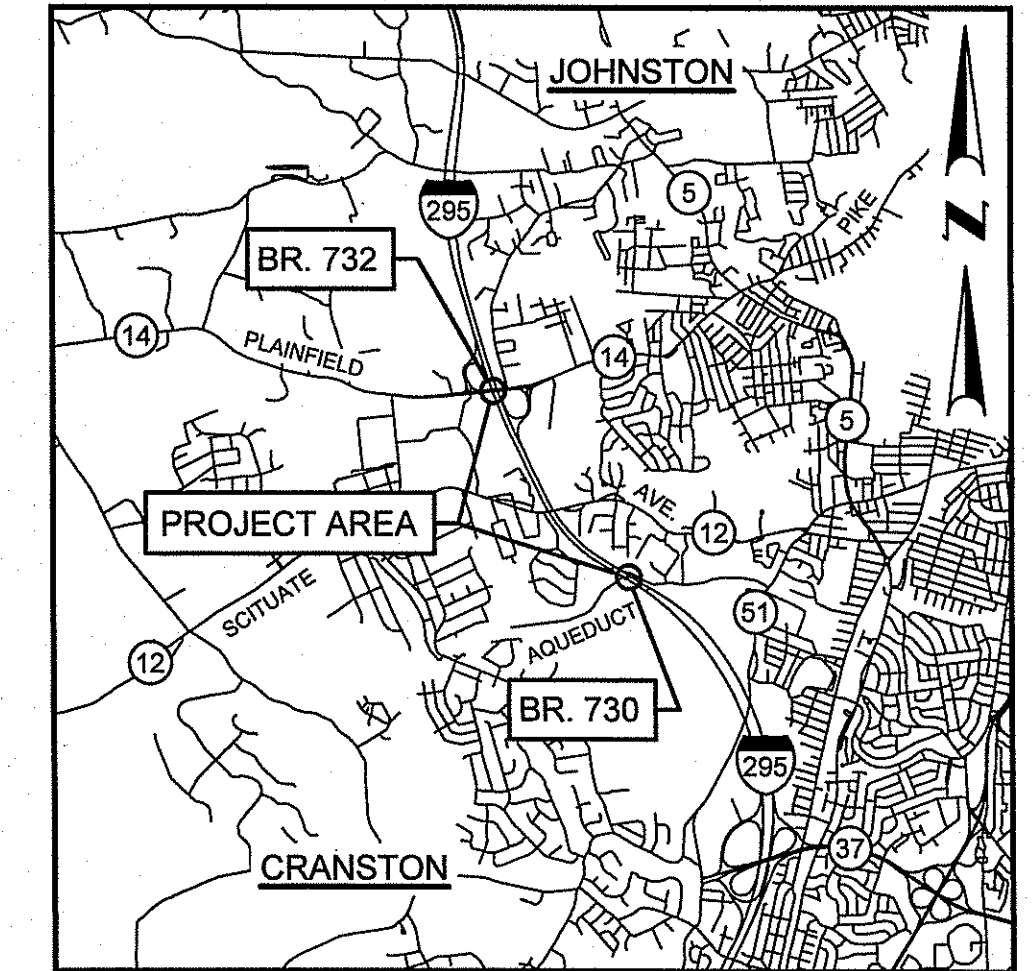 JOHNSTON
5
295
PIKE
N
BR. 732
14
PLAINFIELD
14
5
PROJECT AREA
AVE.
12
SCITUATE
AQUEDUCT
51
12
BR. 730
295
37
CRANSTON